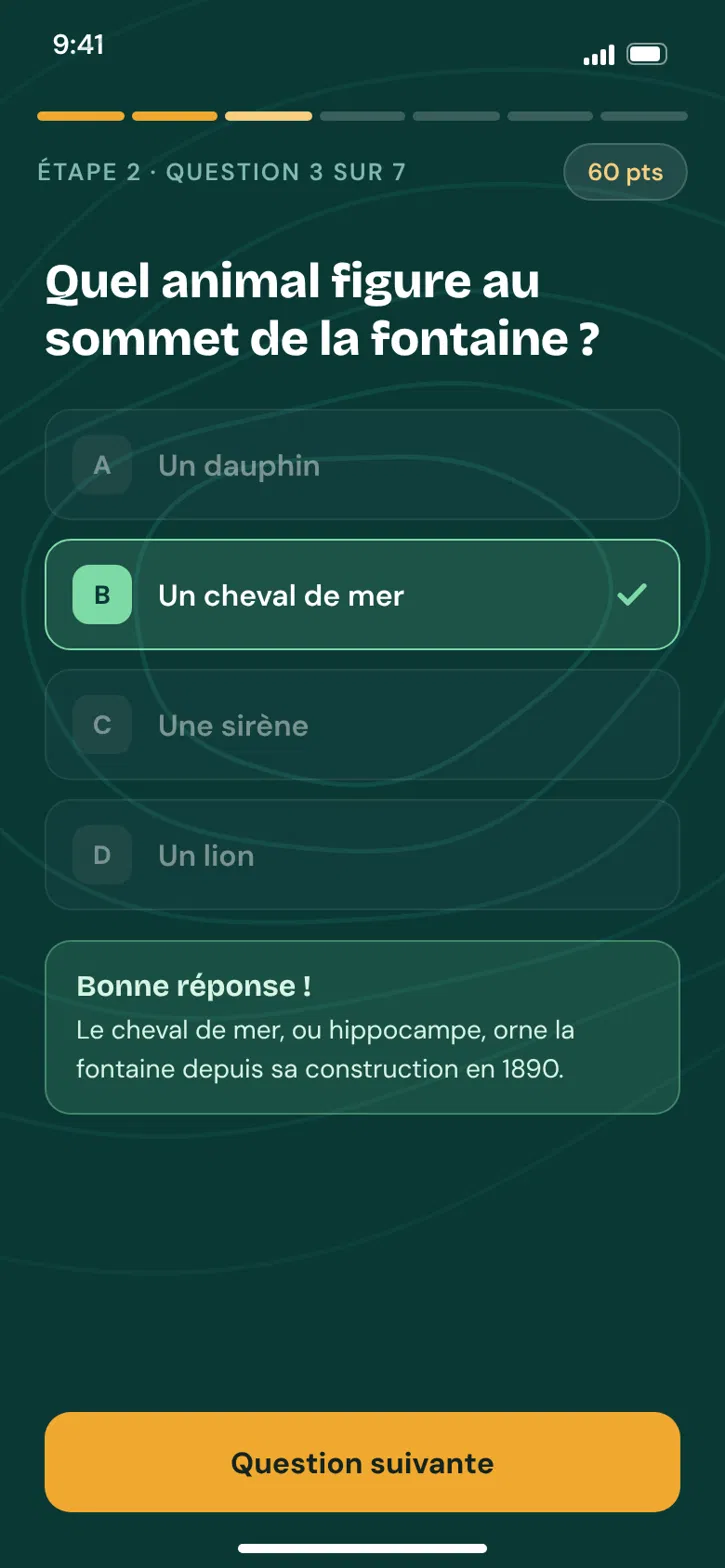 9:41
ÉTAPE 2 · QUESTION 3 SUR 7
60 pts
Quel animal figure au
sommet de la fontaine ?
A
Un dauphin
B
Un cheval de mer
C
Une sirène
D
Un lion
Bonne réponse !
Le cheval de mer, ou hippocampe, orne la
fontaine depuis sa construction en 1890.
Question suivante